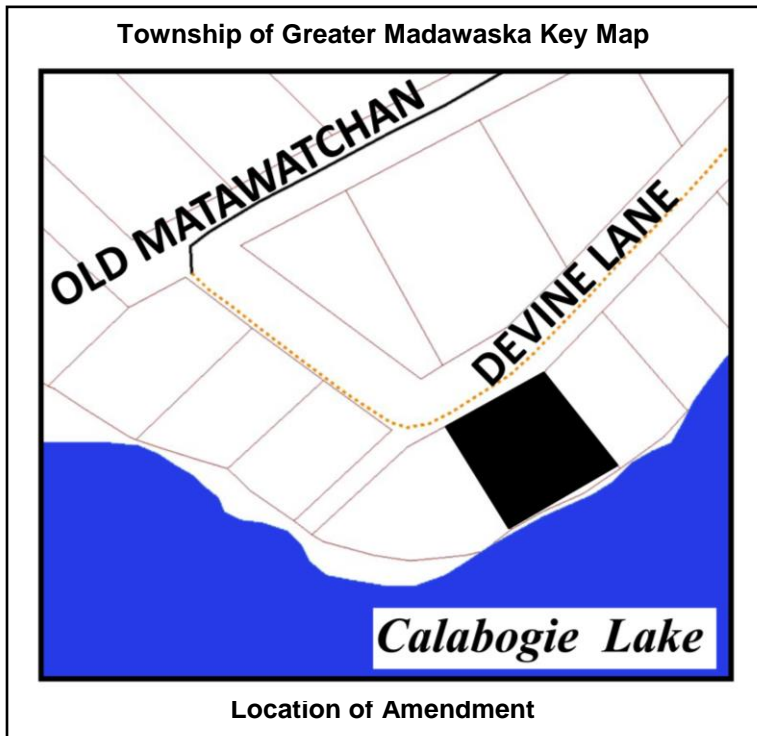 Township of Greater Madawaska Key Map
OLD MATAWATCHAN
DEVINE LANE
Calabogie Lake
Location of Amendment